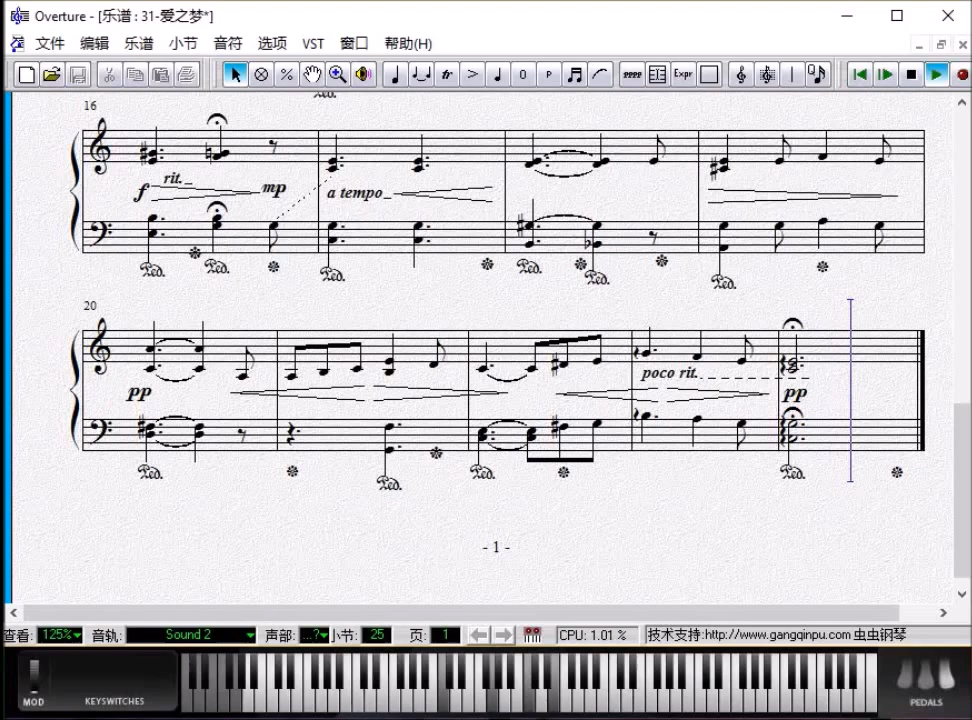 Overture - [乐谱 : 31-爱之梦*]
文件 编辑 乐谱 小节 音符 选项 VST 窗口 帮助(H)
tr > O P pppp Expr
16
f rit. mp a tempo
20
pp poco rit. pp
- 1 -
查看: 125% 音轨: Sound 2 声部: ...? 小节: 25 页: 1 CPU: 1.01 % 技术支持:http://www.gangqinpu.com 虫虫钢琴
MOD KEYSWITCHES PEDALS